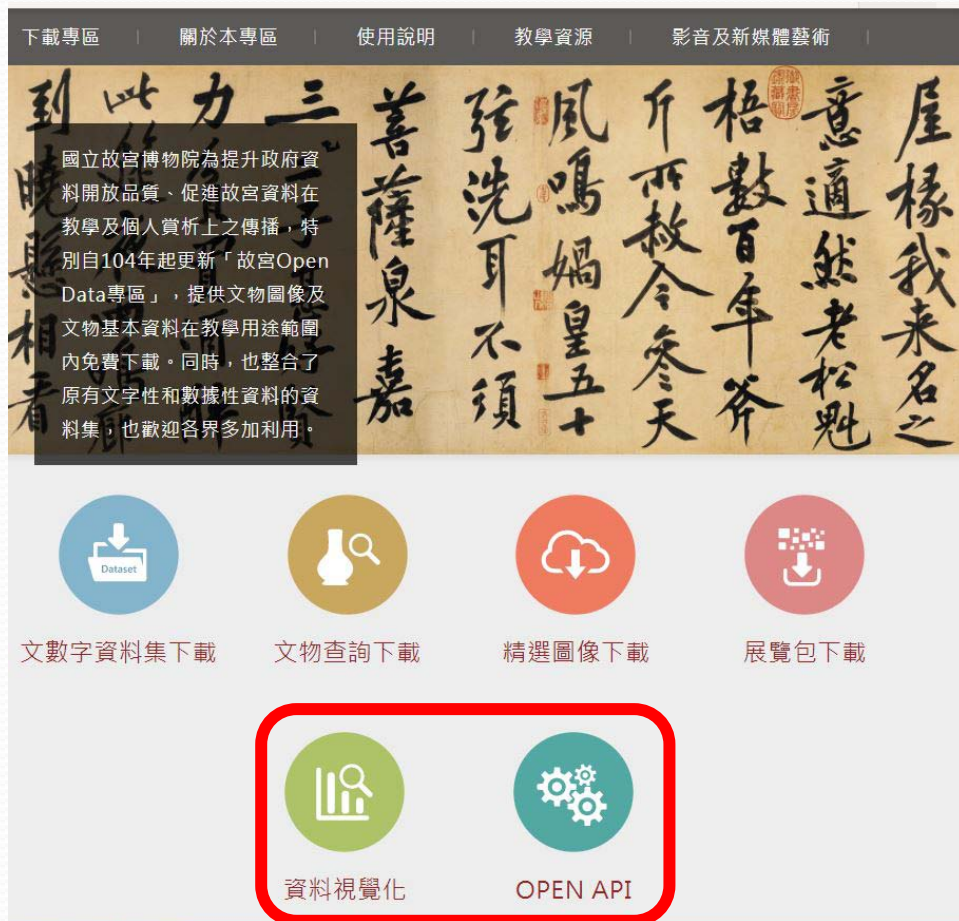 下載專區
關於本專區
使用說明
教學資源
影音及新媒體藝術
屋椽我来名之
意適然老松魁
梧數百年斧
斤所赦今參天
風鳴媧皇五十
弦洗耳不須
菩薩泉嘉
三
力
此
到曉懸相看
國立故宮博物院為提升政府資
料開放品質、促進故宮資料在
教學及個人賞析上之傳播,特
別自104年起更新「故宮Open
Data專區」,提供文物圖像及
文物基本資料在教學用途範圍
內免費下載。同時,也整合了
原有文字性和數據性資料的資
料集,也歡迎各界多加利用。
Dataset
文數字資料集下載
文物查詢下載
精選圖像下載
展覽包下載
資料視覺化
OPEN API